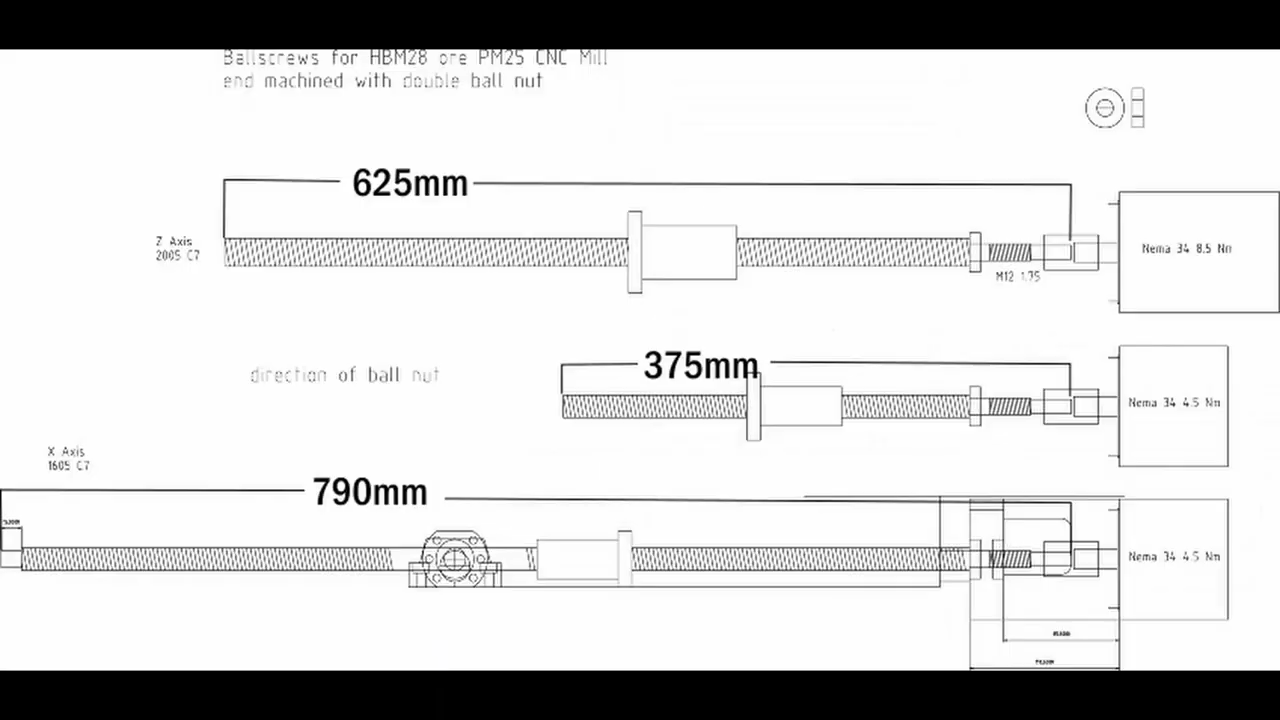 Ballscrews for HBM28 ore PM25 CNC Mill
end machined with double ball nut
625mm
Z Axis
2005 C7
Nema 34 8.5 Nm
M12 1.75
375mm
direction of ball nut
Nema 34 4.5 Nm
X Axis
1605 C7
790mm
Nema 34 4.5 Nm